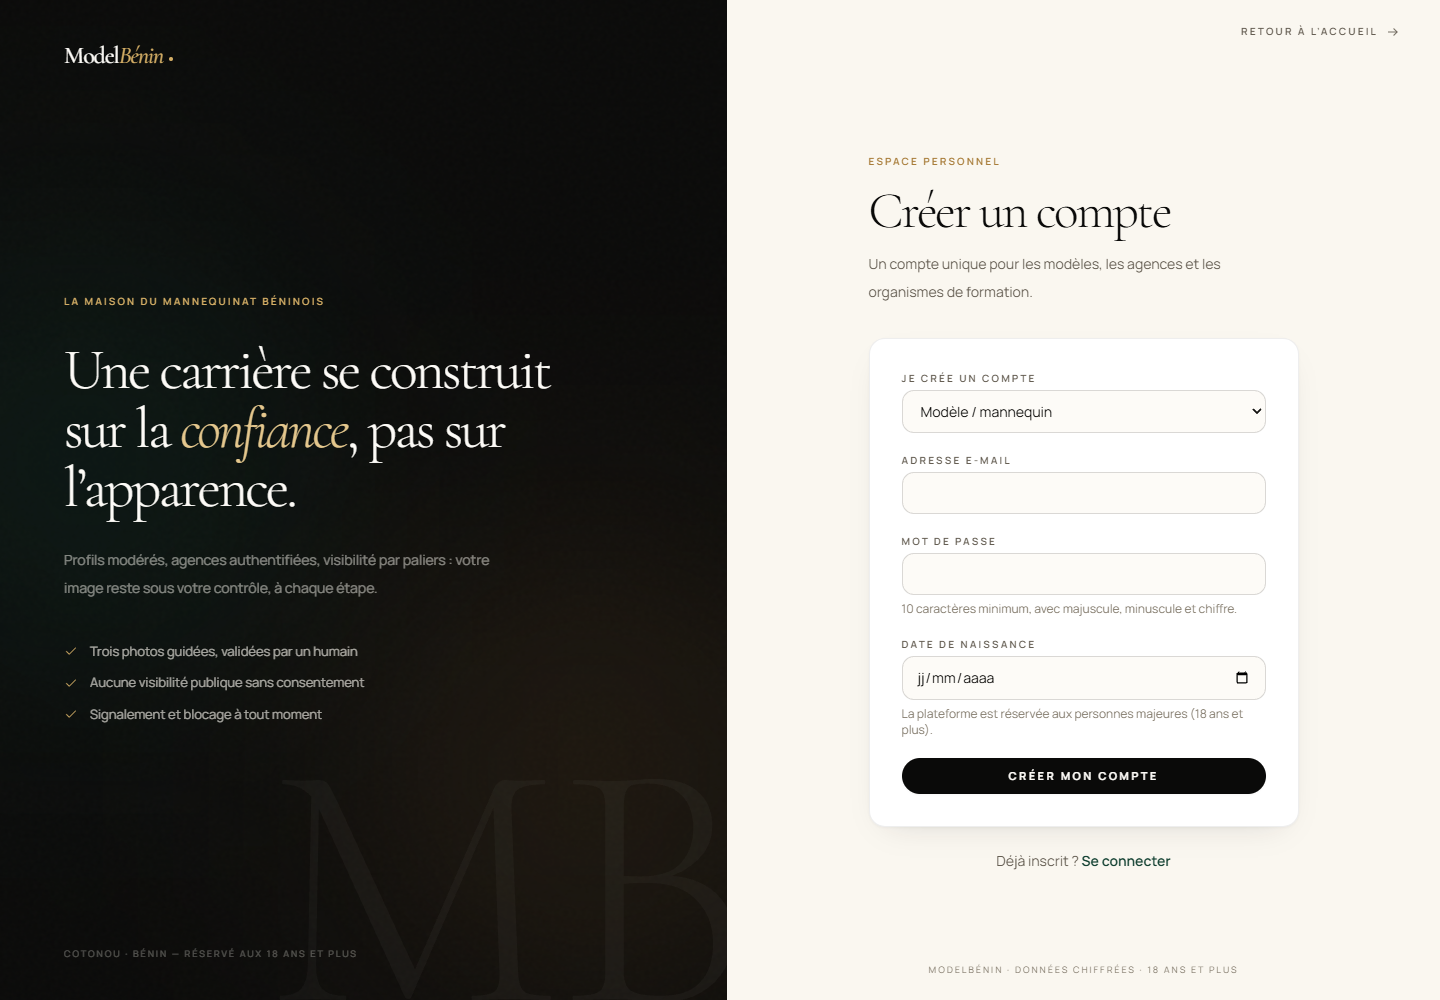 ModelBénin
LA MAISON DU MANNEQUINAT BÉNINOIS
Une carrière se construit
sur la confiance, pas sur
l’apparence.
Profils modérés, agences authentifiées, visibilité par paliers : votre
image reste sous votre contrôle, à chaque étape.
Trois photos guidées, validées par un humain
Aucune visibilité publique sans consentement
Signalement et blocage à tout moment
MB
COTONOU · BÉNIN — RÉSERVÉ AUX 18 ANS ET PLUS
RETOUR À L'ACCUEIL →
ESPACE PERSONNEL
Créer un compte
Un compte unique pour les modèles, les agences et les
organismes de formation.
JE CRÉE UN COMPTE
Modèle / mannequin
ADRESSE E-MAIL
MOT DE PASSE
10 caractères minimum, avec majuscule, minuscule et chiffre.
DATE DE NAISSANCE
jj/mm/aaaa
La plateforme est réservée aux personnes majeures (18 ans et
plus).
CRÉER MON COMPTE
Déjà inscrit ? Se connecter
MODELBÉNIN · DONNÉES CHIFFRÉES · 18 ANS ET PLUS